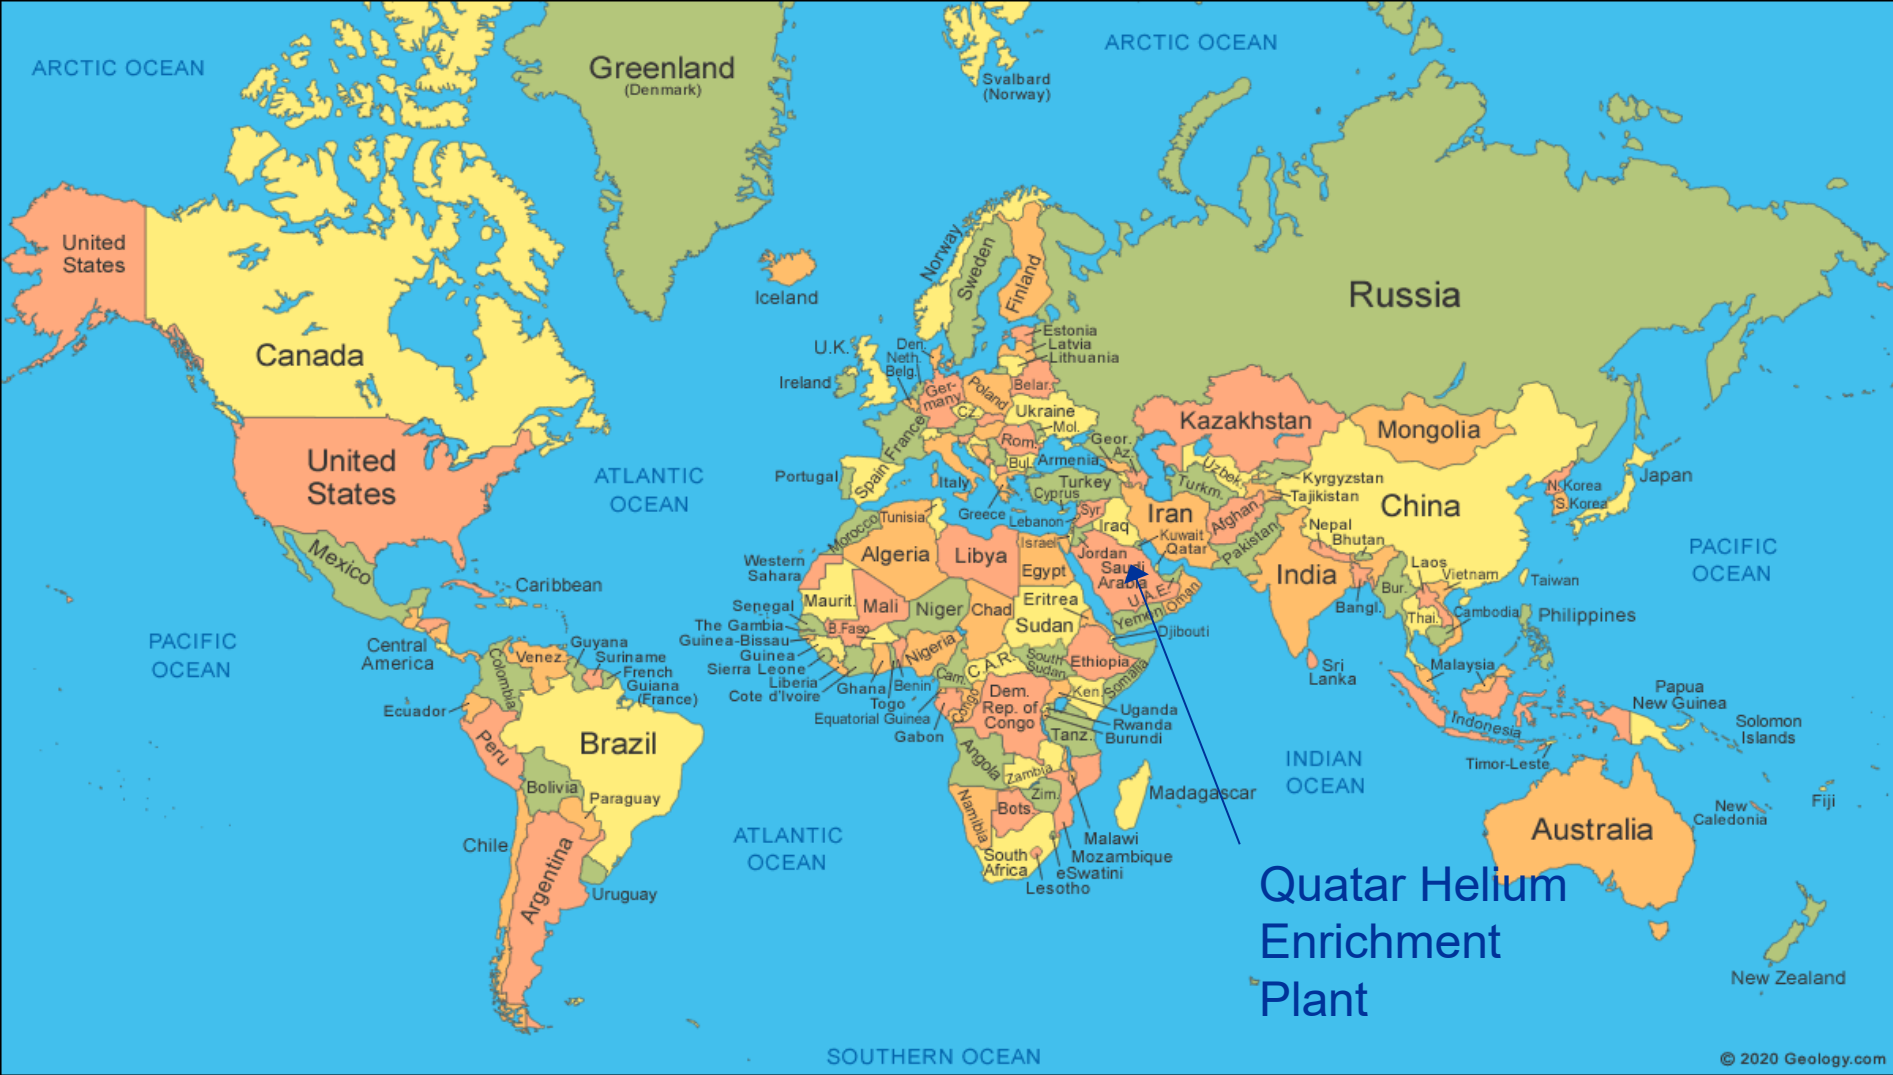 ARCTIC OCEAN
ARCTIC OCEAN
Greenland
(Denmark)
Svalbard
(Norway)
United
States
Iceland
Norway
Sweden
Finland
Russia
Canada
U.K.
Ireland
Den.
Neth.
Belg.
Estonia
Latvia
Lithuania
Ger-
many
Poland
Belar.
Cz.
Ukraine
Mol.
France
Rom.
Bul.
Geor.
Az.
Armenia
Kazakhstan
Mongolia
United
States
ATLANTIC
OCEAN
Portugal
Spain
Italy
Greece
Turkey
Cyprus
Lebanon
Syr.
Iraq
Israel
Jordan
Iran
Kuwait
Qatar
Uzbek.
Turkm.
Kyrgyzstan
Tajikistan
Afghan.
Pakistan
China
N. Korea
S. Korea
Japan
Nepal
Bhutan
India
Mexico
Caribbean
Central
America
PACIFIC
OCEAN
Morocco
Tunisia
Algeria
Libya
Egypt
Western
Sahara
Saudi
Arabia
U.A.E.
Oman
Yemen
Djibouti
Maurit.
Mali
Niger
Chad
Eritrea
Sudan
Senegal
The Gambia
Guinea-Bissau
Guinea
Sierra Leone
Liberia
Cote d'Ivoire
B.Faso
Ghana
Togo
Benin
Nigeria
Cam.
Equatorial Guinea
Gabon
Congo
C.A.R.
South
Sudan
Ethiopia
Somalia
Dem.
Rep. of
Congo
Ken.
Uganda
Rwanda
Burundi
Tanz.
Angola
Zambia
Zim.
Namibia
Bots.
South
Africa
Madagascar
Malawi
Mozambique
eSwatini
Lesotho
PACIFIC
OCEAN
Bangl.
Bur.
Laos
Vietnam
Taiwan
Thai.
Cambodia
Philippines
Sri
Lanka
Malaysia
Indonesia
Timor-Leste
Papua
New Guinea
Solomon
Islands
INDIAN
OCEAN
Australia
New
Caledonia
Fiji
New Zealand
Colombia
Venez.
Guyana
Suriname
French
Guiana
(France)
Ecuador
Peru
Brazil
Bolivia
Paraguay
Chile
Argentina
Uruguay
ATLANTIC
OCEAN
Quatar Helium
Enrichment
Plant
SOUTHERN OCEAN
© 2020 Geology.com